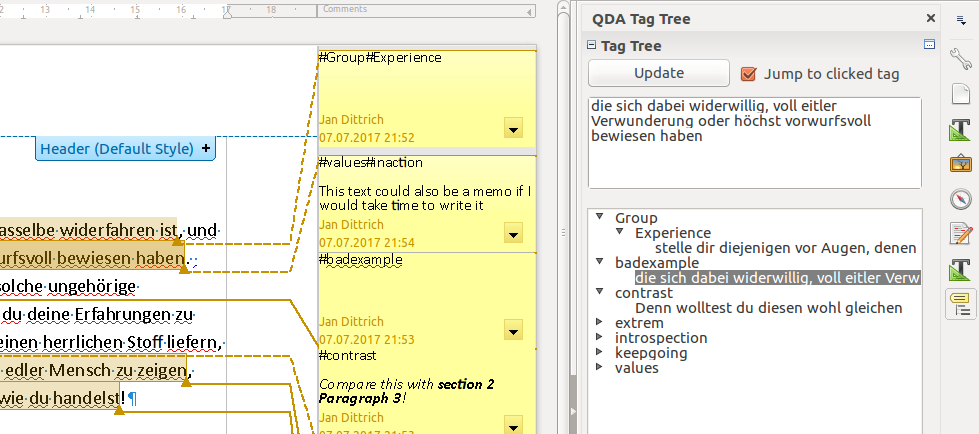 12 13 14 15 16 17 18
Comments
Header (Default Style) +
asselbe widerfahren ist, und
urfsvoll bewiesen haben.
solche ungehörige
du deine Erfahrungen zu
einen herrlichen Stoff liefern,
edler Mensch zu zeigen,
wie du handelst!¶
#Group#Experience
Jan Dittrich
07.07.2017 21:52
#values#inaction
This text could also be a memo if I
would take time to write it
Jan Dittrich
07.07.2017 21:54
#badexample
Jan Dittrich
07.07.2017 21:53
#contrast
Compare this with section 2
Paragraph 3!
Jan Dittrich
07.07.2017 21:53
QDA Tag Tree
Tag Tree
Update
Jump to clicked tag
die sich dabei widerwillig, voll eitler
Verwunderung oder höchst vorwurfsvoll
bewiesen haben
Group
Experience
stelle dir diejenigen vor Augen, denen
badexample
die sich dabei widerwillig, voll eitler Verw
contrast
Denn wolltest du diesen wohl gleichen
extrem
introspection
keepgoing
values